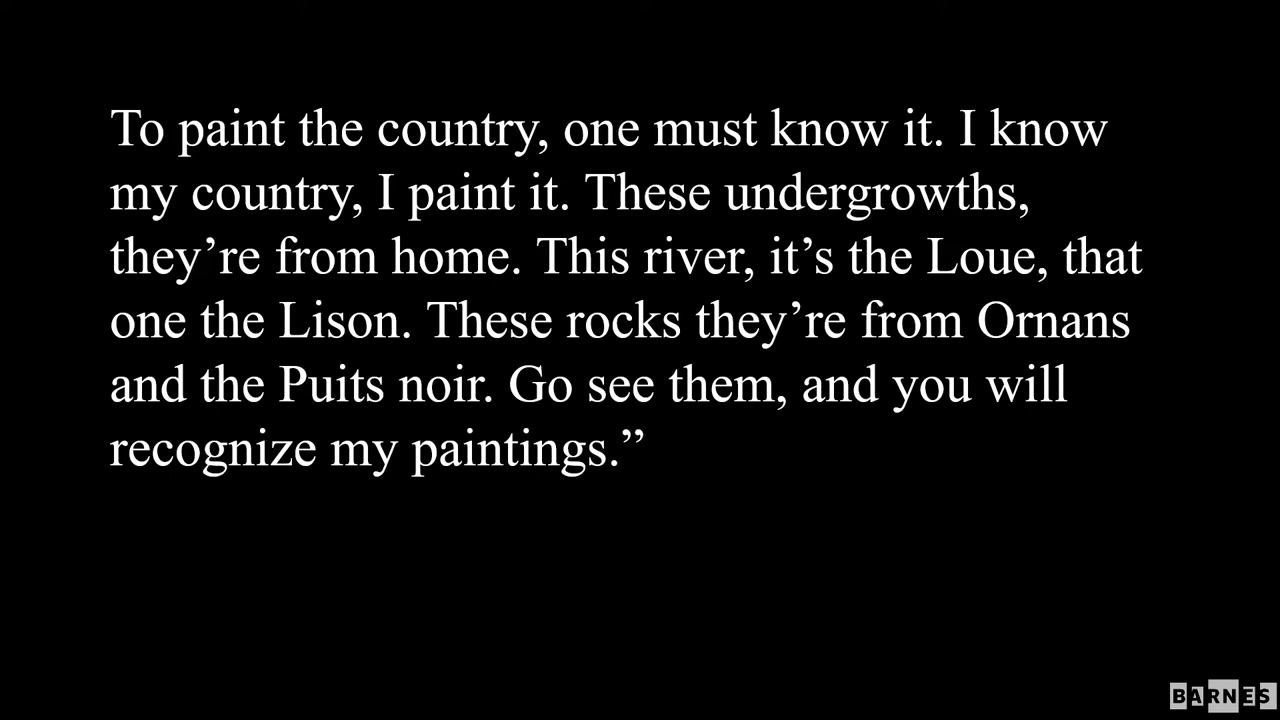 To paint the country, one must know it. I know
my country, I paint it. These undergrowths,
they’re from home. This river, it’s the Loue, that
one the Lison. These rocks they’re from Ornans
and the Puits noir. Go see them, and you will
recognize my paintings.”
BARNES